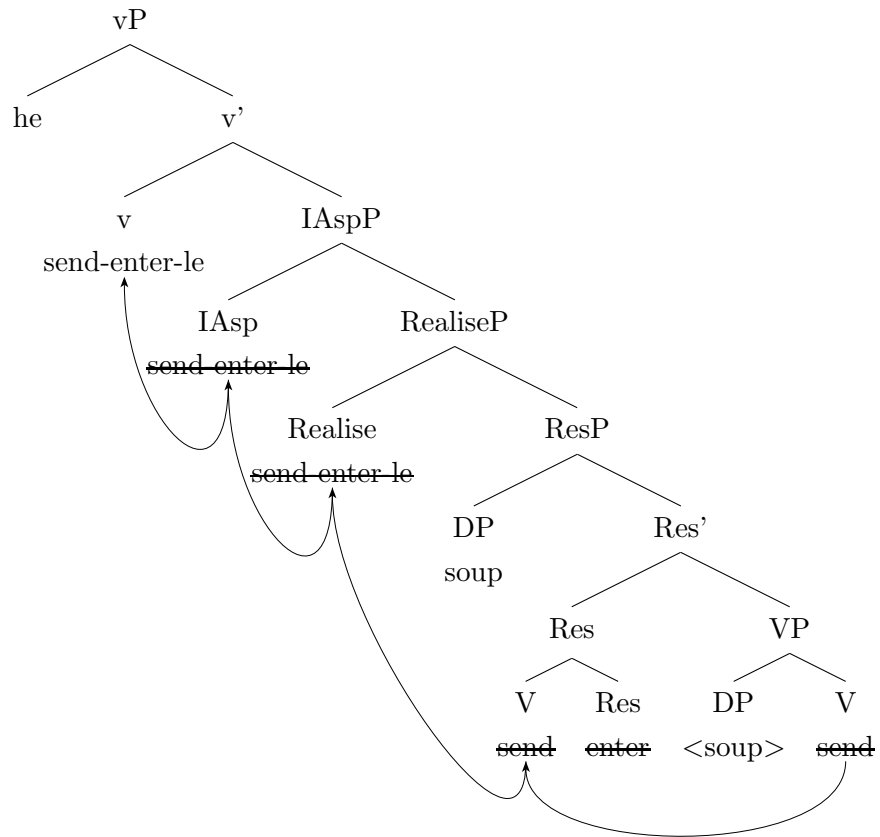 vP
he v'
v IAspP
send-enter-le
IAsp RealiseP
send-enter-le
Realise ResP
send-enter-le
DP Res'
soup
Res VP
V Res DP V
send enter <soup> send